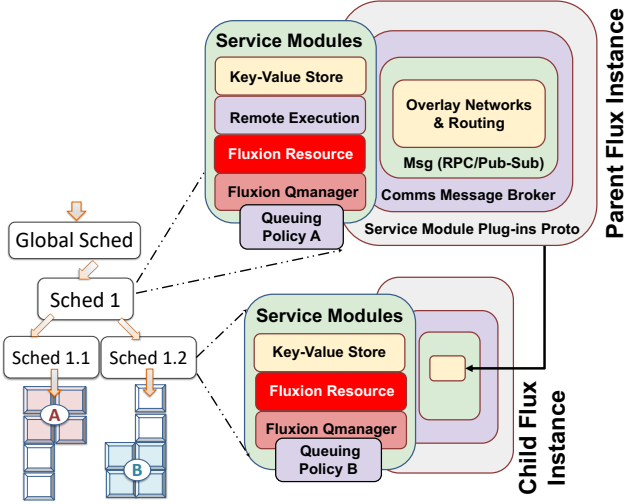 Service Modules
Key-Value Store
Remote Execution
Fluxion Resource
Fluxion Qmanager
Queuing
Policy A
Overlay Networks
& Routing
Msg (RPC/Pub-Sub)
Comms Message Broker
Service Module Plug-ins Proto
Parent Flux Instance
Global Sched
Sched 1
Sched 1.1
Sched 1.2
A
B
Service Modules
Key-Value Store
Fluxion Resource
Fluxion Qmanager
Queuing
Policy B
Child Flux
Instance